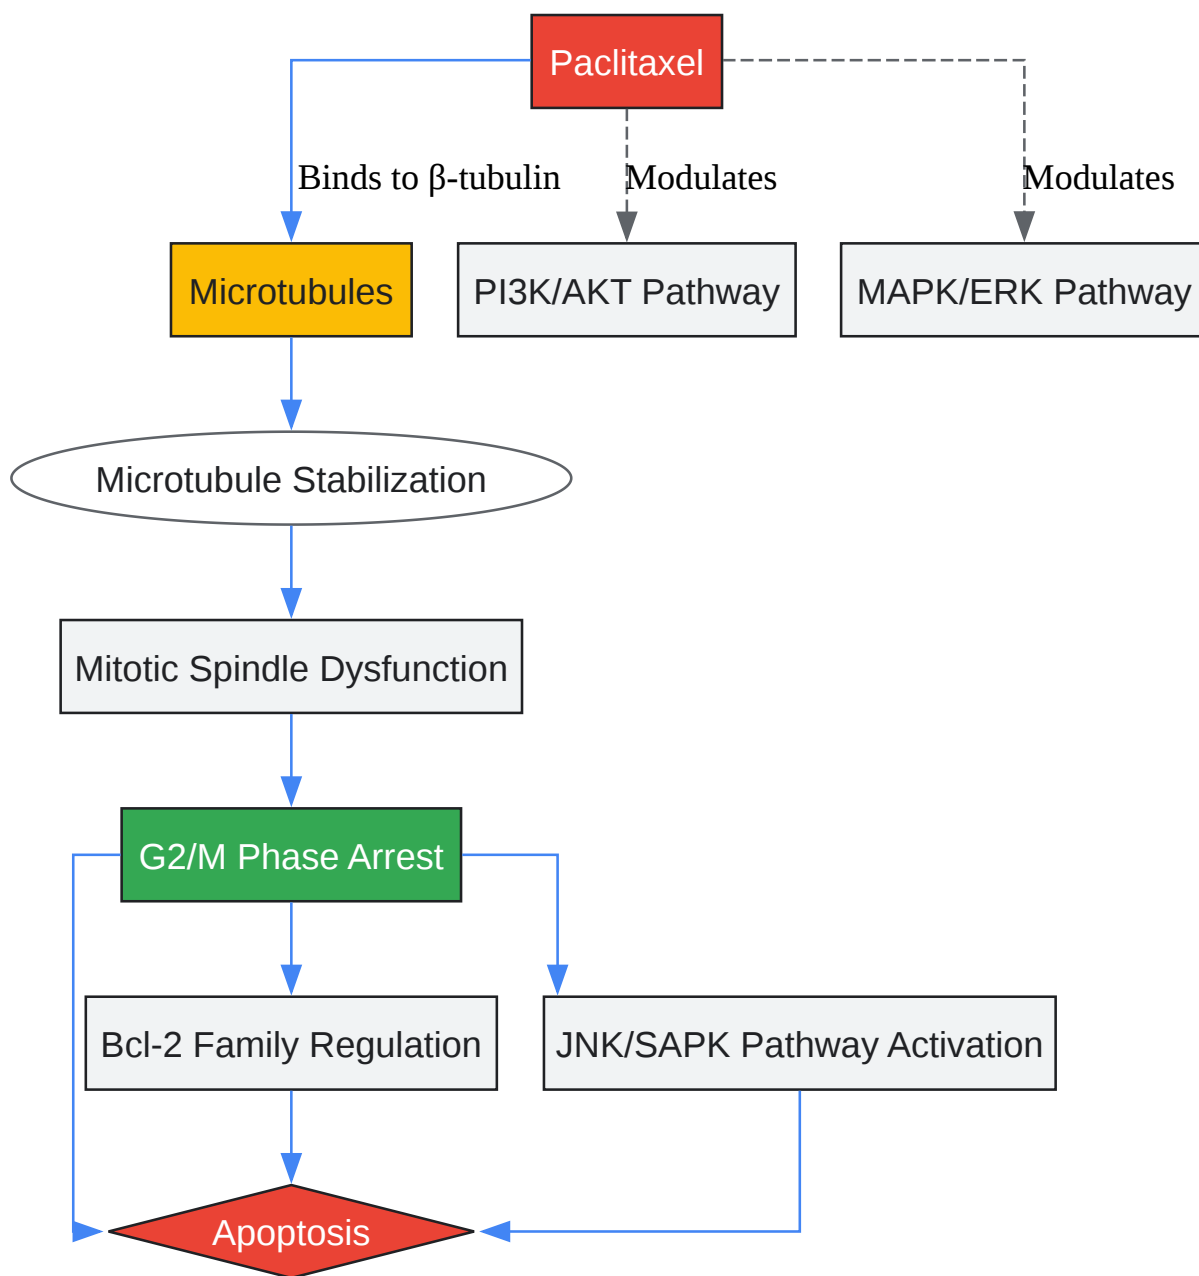 Paclitaxel
Binds to β-tubulin
Modulates
Modulates
Microtubules
PI3K/AKT Pathway
MAPK/ERK Pathway
Microtubule Stabilization
Mitotic Spindle Dysfunction
G2/M Phase Arrest
Bcl-2 Family Regulation
JNK/SAPK Pathway Activation
Apoptosis